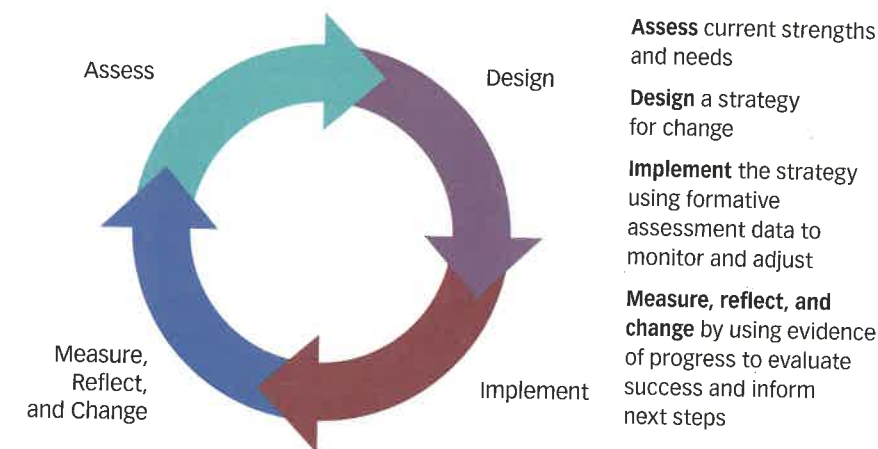 Assess
Design
Implement
Measure,
Reflect,
and Change
Assess current strengths
and needs
Design a strategy
for change
Implement the strategy
using formative
assessment data to
monitor and adjust
Measure, reflect, and
change by using evidence
of progress to evaluate
success and inform
next steps